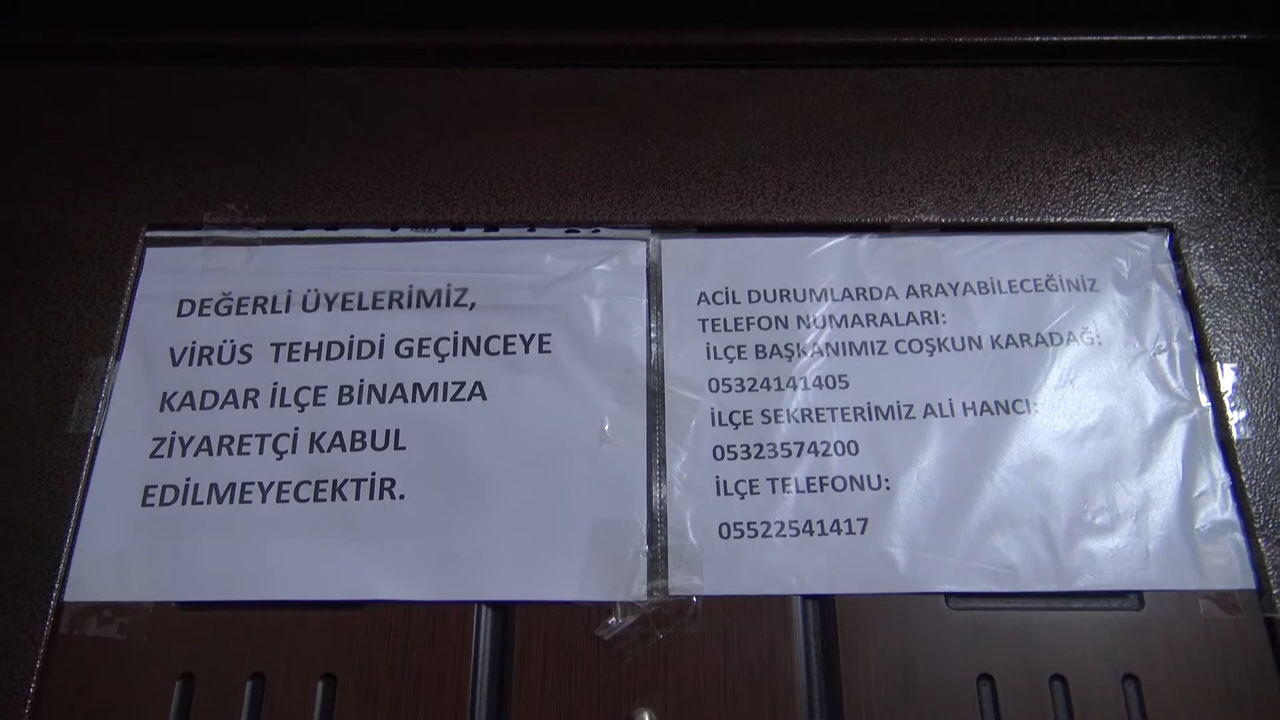 DEĞERLİ ÜYELERİMİZ,
VİRÜS TEHDİDİ GEÇİNCEYE
KADAR İLÇE BİNAMIZA
ZİYARETÇİ KABUL
EDİLMEYECEKTİR.
ACİL DURUMLARDA ARAYABİLECEĞİNİZ
TELEFON NUMARALARI:
İLÇE BAŞKANIMIZ COŞKUN KARADAĞ:
05324141405
İLÇE SEKRETERİMİZ ALİ HANCI:
05323574200
İLÇE TELEFONU:
05522541417